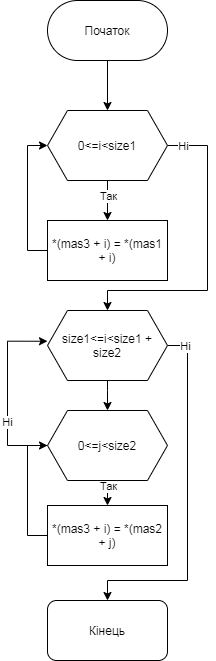 Початок
0<=i<size1
Ні
Так
*(mas3 + i) = *(mas1
+ i)
size1<=i<size1 +
size2
Ні
Ні
0<=j<size2
Так
*(mas3 + i) = *(mas2
+ j)
Кінець